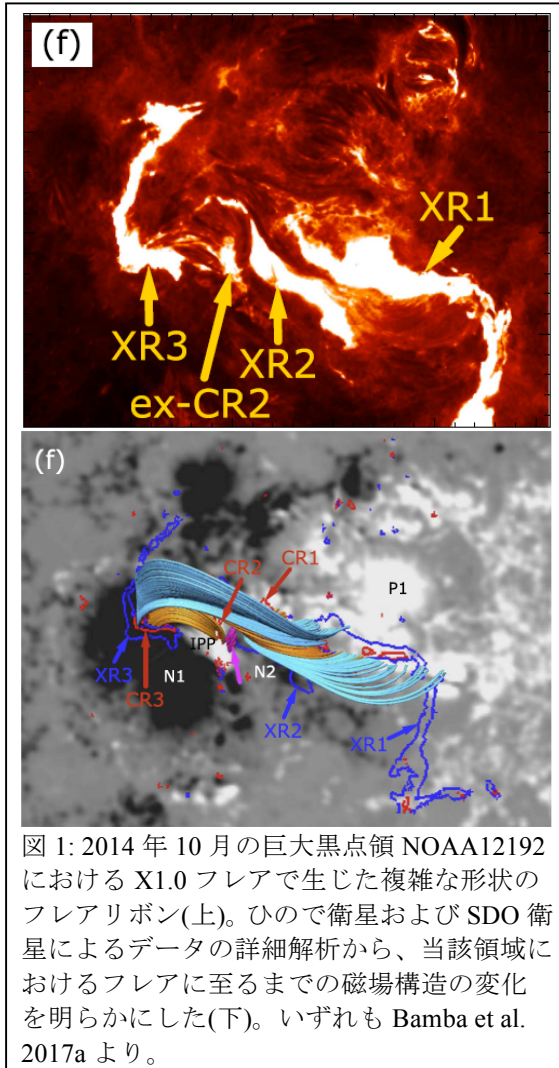 (f)
XR1
XR3
XR2
ex-CR2
(f)
CR1
CR2
P1
IPP
XR3
N1
N2
CR3
XR2
XR1
図 1: 2014 年 10 月の巨大黒点領 NOAA12192
における X1.0 フレアで生じた複雑な形状の
フレアリボン(上)。ひので衛星および SDO 衛
星によるデータの詳細解析から、当該領域に
おけるフレアに至るまでの磁場構造の変化
を明らかにした(下)。いずれも Bamba et al.
2017a より。